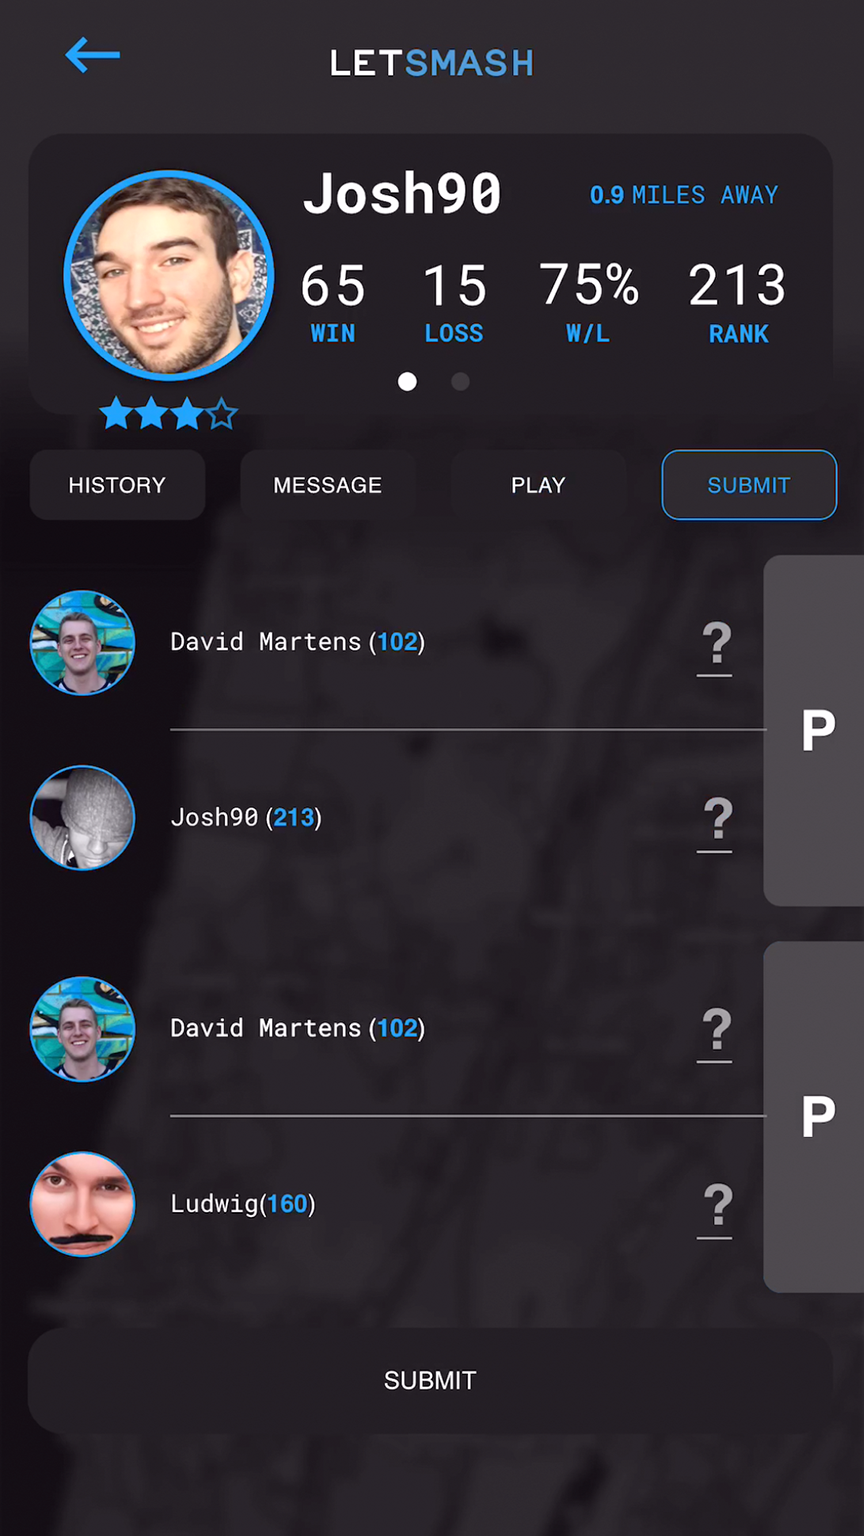 LETSMASH
Josh90
0.9 MILES AWAY
65 15 75% 213
WIN LOSS W/L RANK
HISTORY MESSAGE PLAY SUBMIT
David Martens (102) ?
P
Josh90 (213) ?
David Martens (102) ?
P
Ludwig(160) ?
SUBMIT